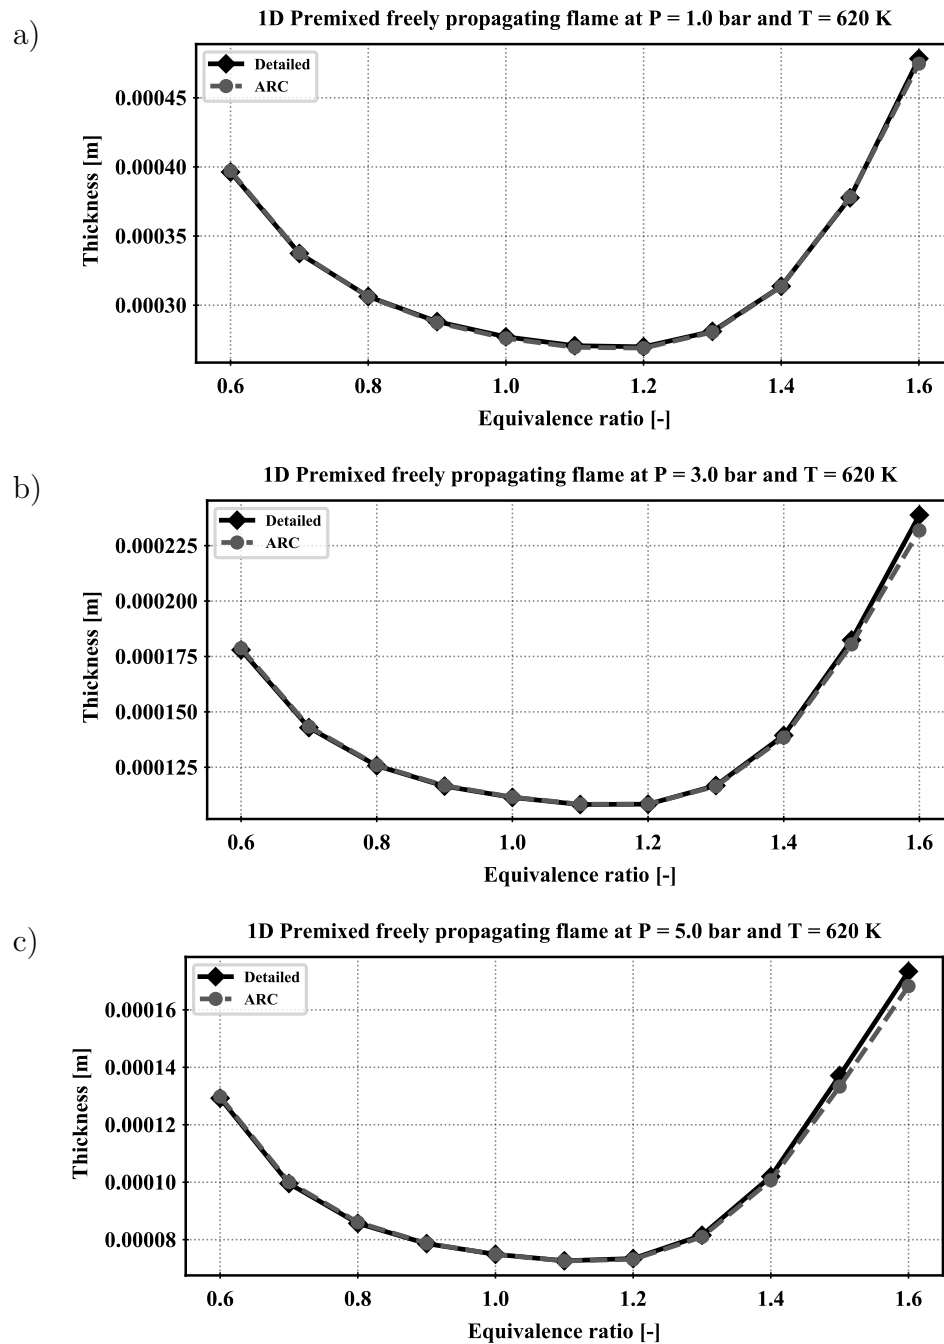 a)
1D Premixed freely propagating flame at P = 1.0 bar and T = 620 K
Detailed
ARC
0.00045
0.00040
0.00035
0.00030
Thickness [m]
0.6 0.8 1.0 1.2 1.4 1.6
Equivalence ratio [-]
b)
1D Premixed freely propagating flame at P = 3.0 bar and T = 620 K
Detailed
ARC
0.000225
0.000200
0.000175
0.000150
0.000125
Thickness [m]
0.6 0.8 1.0 1.2 1.4 1.6
Equivalence ratio [-]
c)
1D Premixed freely propagating flame at P = 5.0 bar and T = 620 K
Detailed
ARC
0.00016
0.00014
0.00012
0.00010
0.00008
Thickness [m]
0.6 0.8 1.0 1.2 1.4 1.6
Equivalence ratio [-]